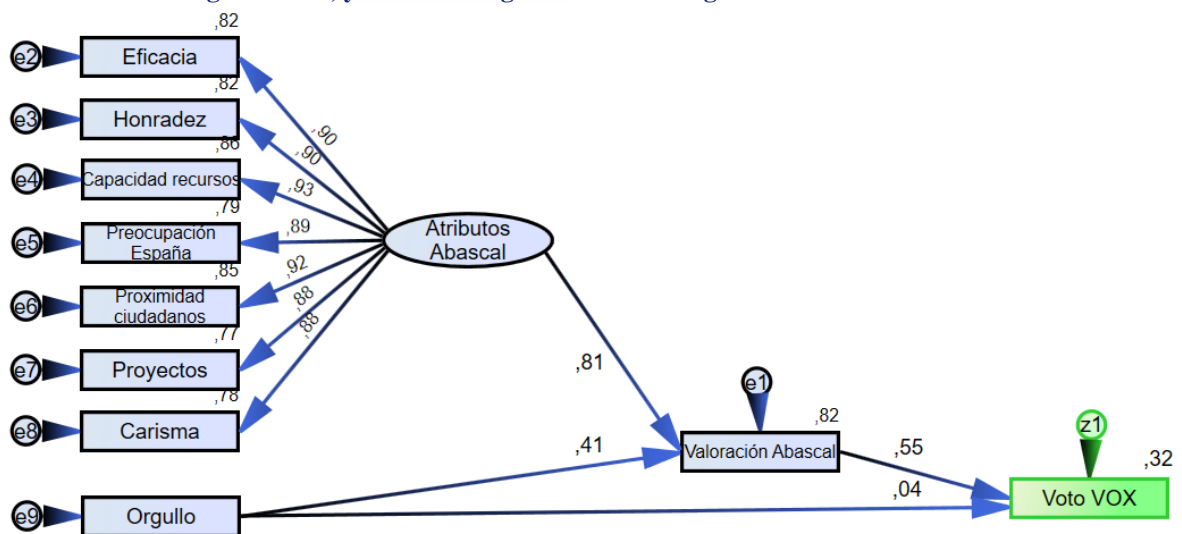 ,82
e2
Eficacia
,82
e3
Honradez
,86
e4
Capacidad recursos
,79
e5
Preocupación
España
,85
e6
Proximidad
ciudadanos
,77
e7
Proyectos
,78
e8
Carisma
e9
Orgullo
,90
,90
,93
,89
,92
,88
,88
Atributos
Abascal
,81
,41
e1
,82
Valoración Abascal
,55
,04
z1
,32
Voto VOX